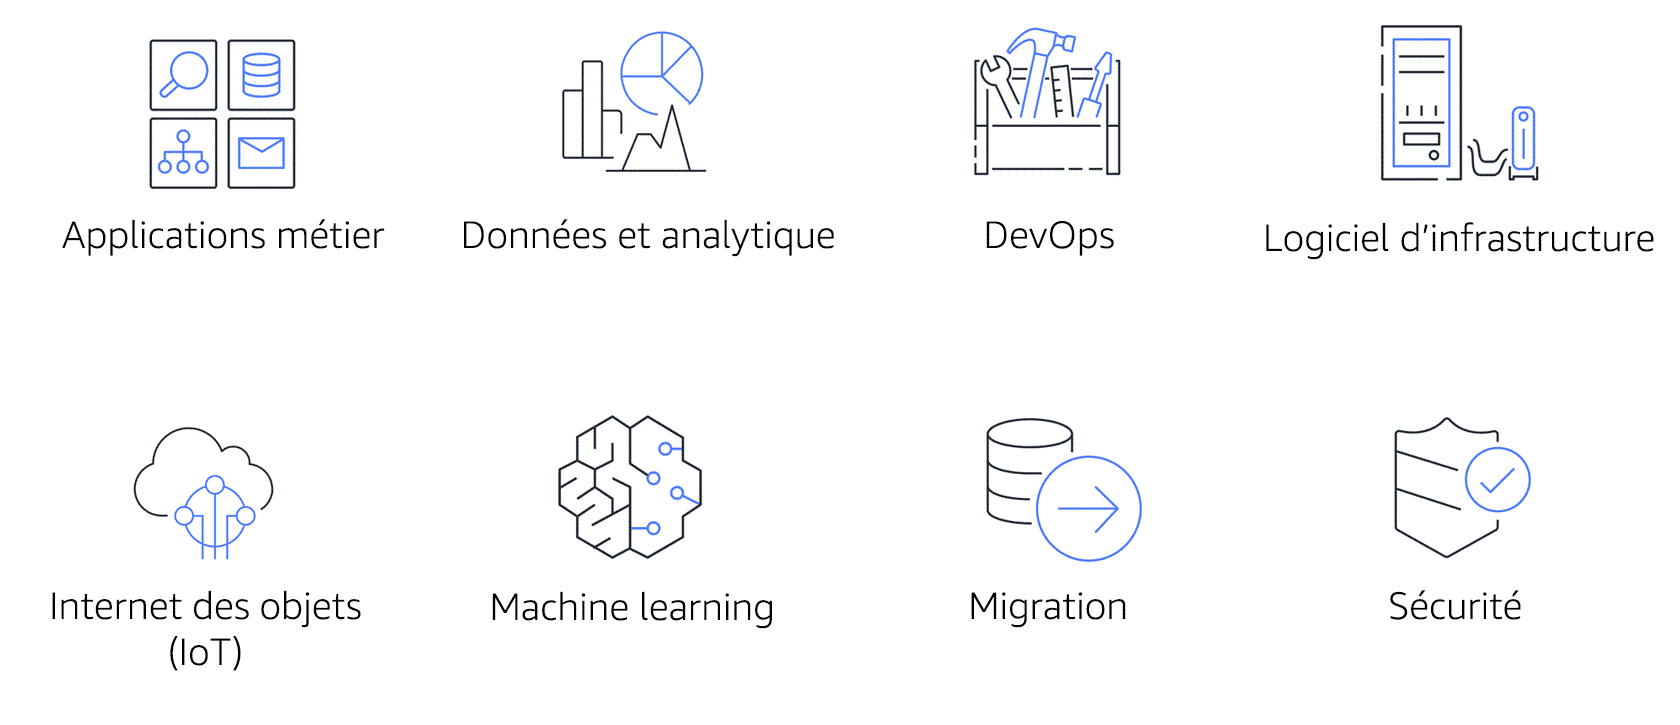 Applications métier
Données et analytique
DevOps
Logiciel d’infrastructure
Internet des objets
(IoT)
Machine learning
Migration
Sécurité